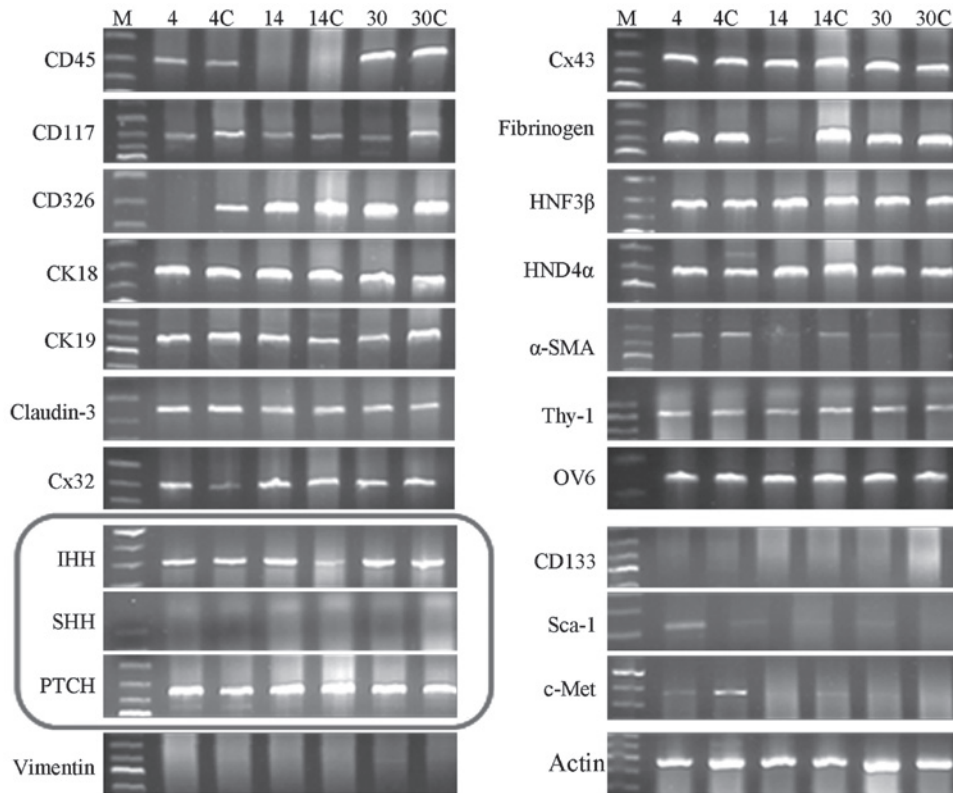 M 4 4C 14 14C 30 30C
CD45
CD117
CD326
CK18
CK19
Claudin-3
Cx32
IHH
SHH
PTCH
Vimentin
M 4 4C 14 14C 30 30C
Cx43
Fibrinogen
HNF3β
HND4α
α-SMA
Thy-1
OV6
CD133
Sca-1
c-Met
Actin